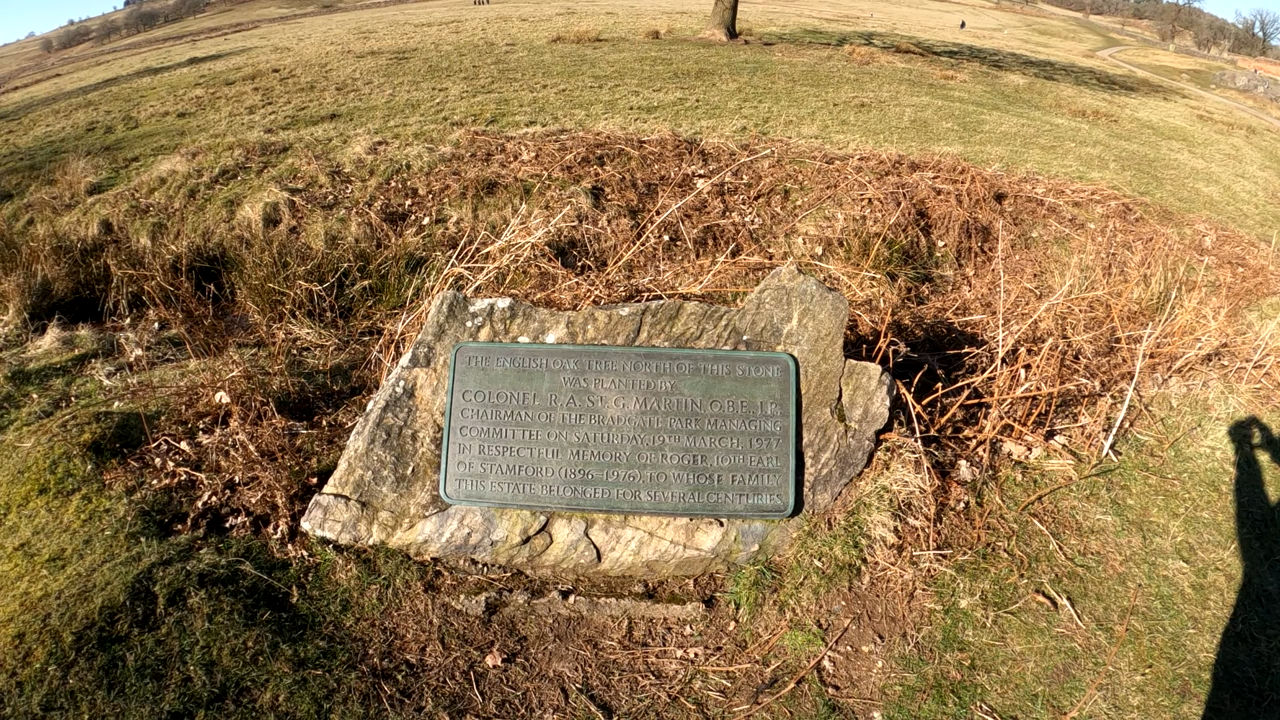 THE ENGLISH OAK TREE NORTH OF THIS STONE
WAS PLANTED BY
COLONEL R. A. ST. G. MARTIN, O.B.E., J.P.,
CHAIRMAN OF THE BRADGATE PARK MANAGING
COMMITTEE ON SATURDAY, 19TH MARCH, 1977
IN RESPECTFUL MEMORY OF ROGER, 10TH EARL
OF STAMFORD (1896-1976), TO WHOSE FAMILY
THIS ESTATE BELONGED FOR SEVERAL CENTURIES